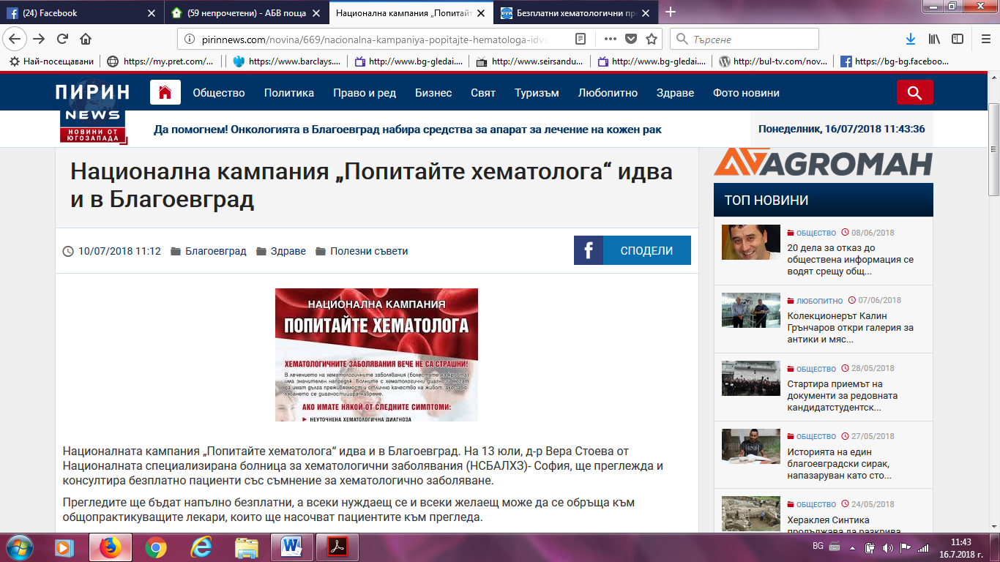 (24) Facebook
(59 непрочетени) - АБВ поща
Национална кампания „Попитайт
Безплатни хематологични пре
pirinnews.com/novina/669/nacionalna-kampaniya-popitajte-hematologa-idva
Търсене
Най-посещавани
https://my.pret.com/...
https://www.barclays....
http://www.bg-gledai....
http://www.seirsandu...
http://www.bg-gledai....
http://bul-tv.com/nov...
https://bg-bg.faceboo...
ПИРИН
NEWS
НОВИНИ ОТ
ЮГОЗАПАДА
Общество
Политика
Право и ред
Бизнес
Свят
Туризъм
Любопитно
Здраве
Фото новини
Да помогнем! Онкологията в Благоевград набира средства за апарат за лечение на кожен рак
Понеделник, 16/07/2018 11:43:36
Национална кампания „Попитайте хематолога“ идва
и в Благоевград
10/07/2018 11:12
Благоевград
Здраве
Полезни съвети
СПОДЕЛИ
НАЦИОНАЛНА КАМПАНИЯ
ПОПИТАЙТЕ ХЕМАТОЛОГА
ХЕМАТОЛОГИЧНИТЕ ЗАБОЛЯВАНИЯ ВЕЧЕ НЕ СА СТРАШНИ!
В лечението на хематологичните заболявания (болестите на кръвта)
има значителен напредък. Болните с хематологични диагнози могат
да имат дълга преживяемост и отлично качество на живот, ако забо-
ляването се диагностицира навреме.
АКО ИМАТЕ НЯКОЙ ОТ СЛЕДНИТЕ СИМПТОМИ:
НЕУТОЧНЕНА ХЕМАТОЛОГИЧНА ДИАГНОЗА
Националната кампания „Попитайте хематолога“ идва и в Благоевград. На 13 юли, д-р Вера Стоева от
Националната специализирана болница за хематологични заболявания (НСБАЛХЗ)- София, ще преглежда и
консултира безплатно пациенти със съмнение за хематологично заболяване.
Прегледите ще бъдат напълно безплатни, а всеки нуждаещ се и всеки желаещ може да се обръща към
общопрактикуващите лекари, които ще насочват пациентите към прегледа.
AGROMAH
ТОП НОВИНИ
ОБЩЕСТВО 08/06/2018
20 дела за отказ до
обществена информация се
водят срещу общ...
ЛЮБОПИТНО 07/06/2018
Колекционерът Калин
Грънчаров откри галерия за
антики и мяс...
ОБЩЕСТВО 28/05/2018
Стартира приемът на
документи за редовната
кандидатстудентск...
ОБЩЕСТВО 27/05/2018
Историята на един
благоевградски сирак,
напазаруван като сто...
ОБЩЕСТВО 24/05/2018
Хераклея Синтика
продължава да разкрива
BG
11:43
16.7.2018 г.